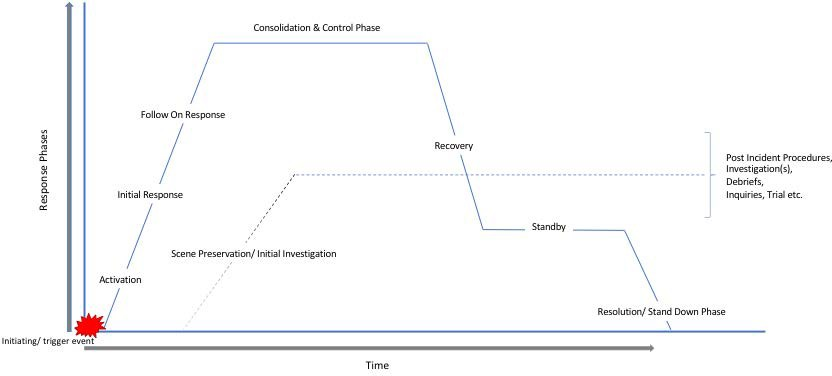 Consolidation & Control Phase
Follow On Response
Response Phases
Recovery
Post Incident Procedures,
Investigation(s),
Debriefs,
Inquiries, Trial etc.
Initial Response
Standby
Scene Preservation/ Initial Investigation
Activation
Resolution/ Stand Down Phase
Initiating/ trigger event
Time